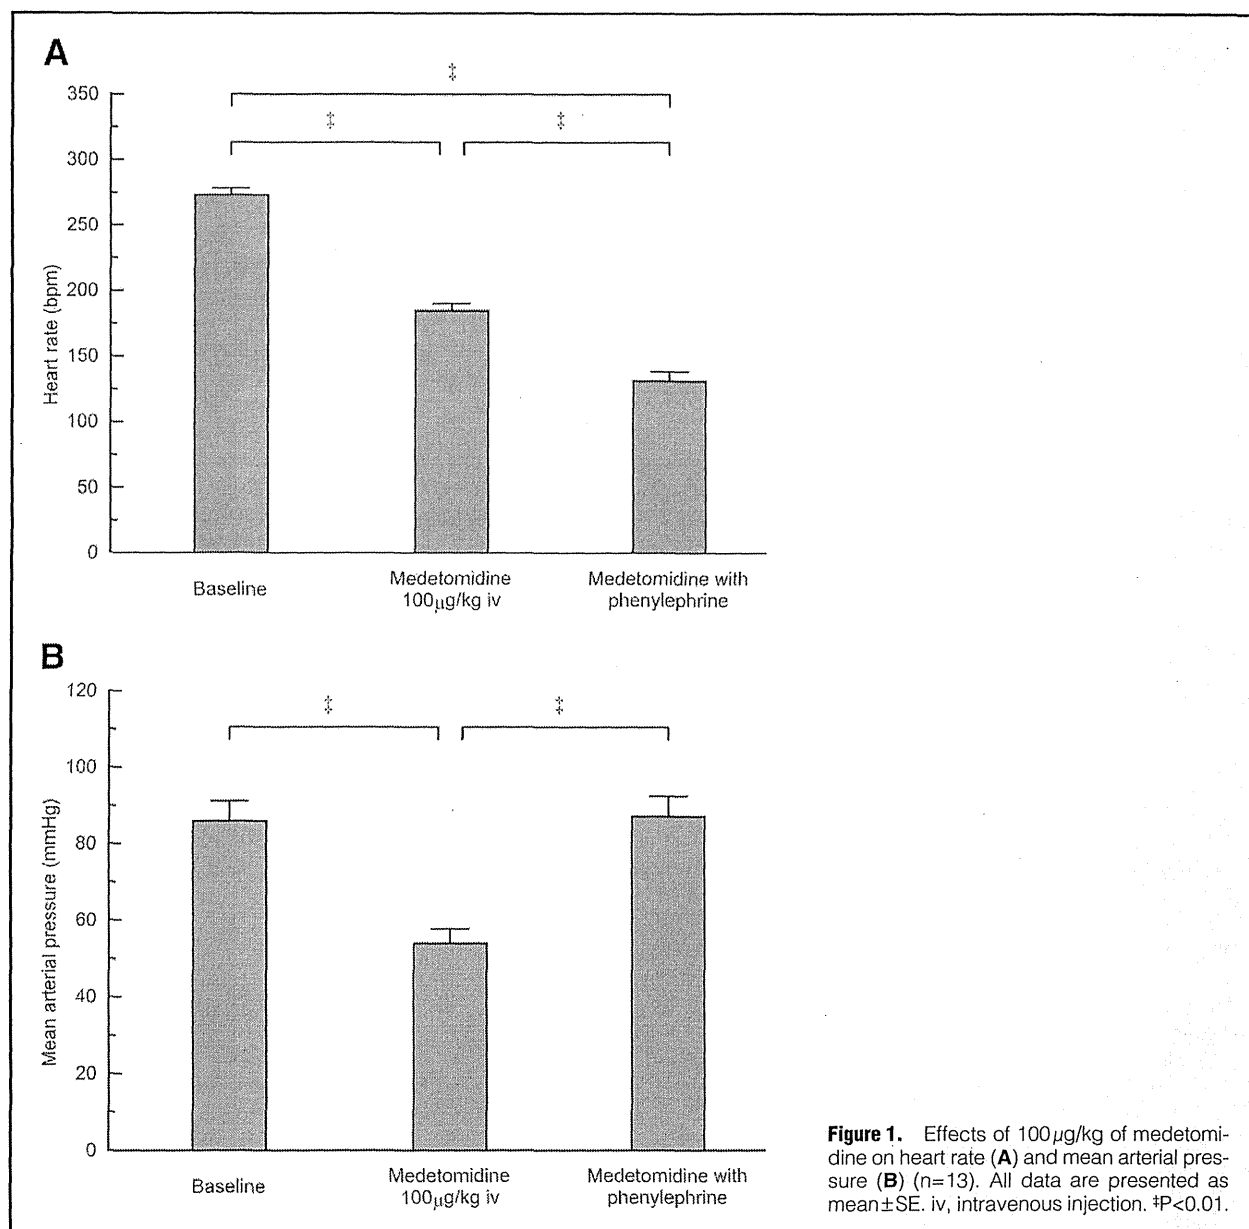 A
‡
350
‡ ‡
300
250
200
150
100
50
0
Heart rate (bpm)
Baseline
Medetomidine
100µg/kg iv
Medetomidine with
phenylephrine
B
120
‡ ‡
100
80
60
40
20
0
Mean arterial pressure (mmHg)
Baseline
Medetomidine
100µg/kg iv
Medetomidine with
phenylephrine
Figure 1. Effects of 100µg/kg of medetomi-
dine on heart rate (A) and mean arterial pres-
sure (B) (n=13). All data are presented as
mean±SE. iv, intravenous injection. ‡P<0.01.